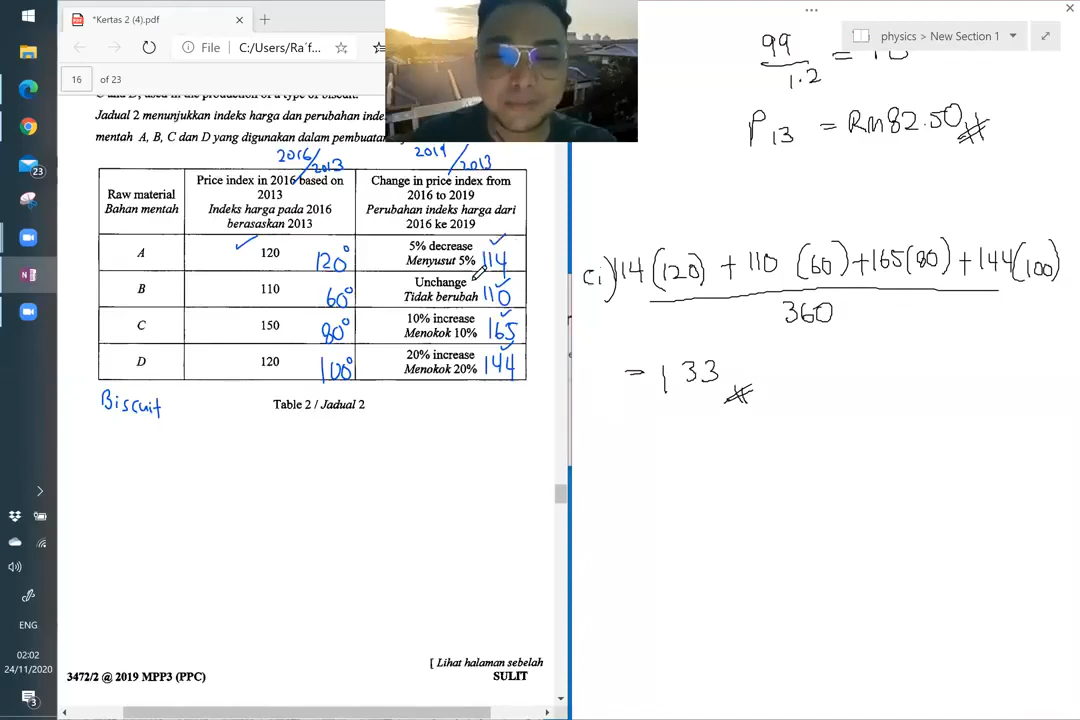 *Kertas 2 (4).pdf
File
C:/Users/Ra´f...
physics > New Section 1
16 of 23
C and D, used in the production of a type of biscuit.
Jadual 2 menunjukkan indeks harga dan perubahan inde
mentah A, B, C dan D yang digunakan dalam pembuatan
2016/2013
2019/2013
Raw material
Bahan mentah
Price index in 2016 based on
2013
Indeks harga pada 2016
berasaskan 2013
Change in price index from
2016 to 2019
Perubahan indeks harga dari
2016 ke 2019
A 120 120° 5% decrease
Menyusut 5% 114
B 110 60° Unchange
Tidak berubah 110
C 150 80° 10% increase
Menokok 10% 165
D 120 100° 20% increase
Menokok 20% 144
Biscuit
Table 2 / Jadual 2
[ Lihat halaman sebelah
3472/2 @ 2019 MPP3 (PPC)
SULIT
99
1.2
P13 = RM82.50
ci) 114 (120) + 110 (60) + 165(80) + 144(100)
360
= 133
23
ENG
02:02
24/11/2020
3